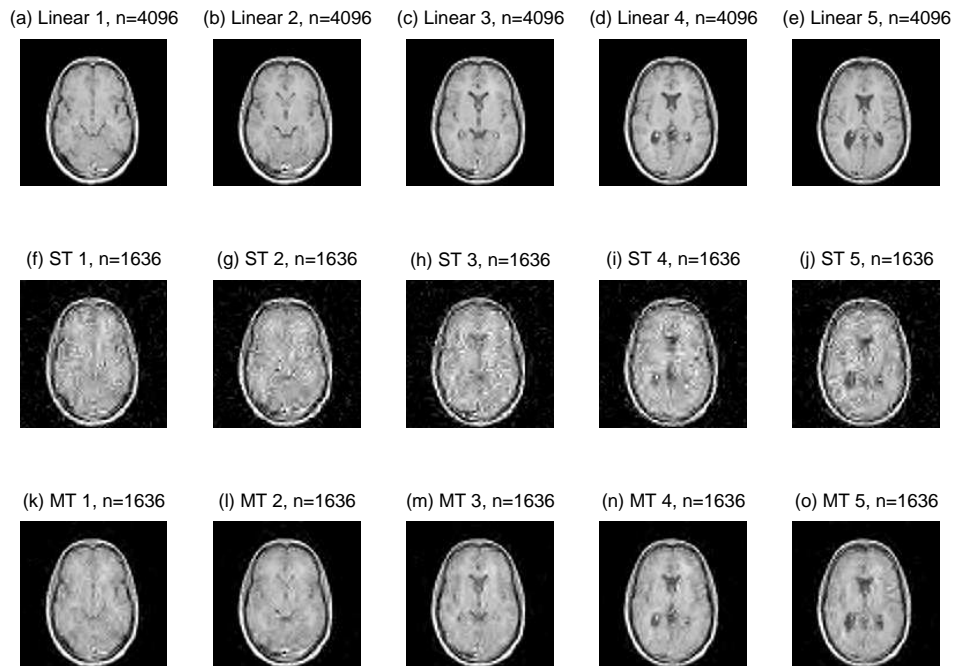 (a) Linear 1, n=4096 (b) Linear 2, n=4096 (c) Linear 3, n=4096 (d) Linear 4, n=4096 (e) Linear 5, n=4096
(f) ST 1, n=1636 (g) ST 2, n=1636 (h) ST 3, n=1636 (i) ST 4, n=1636 (j) ST 5, n=1636
(k) MT 1, n=1636 (l) MT 2, n=1636 (m) MT 3, n=1636 (n) MT 4, n=1636 (o) MT 5, n=1636